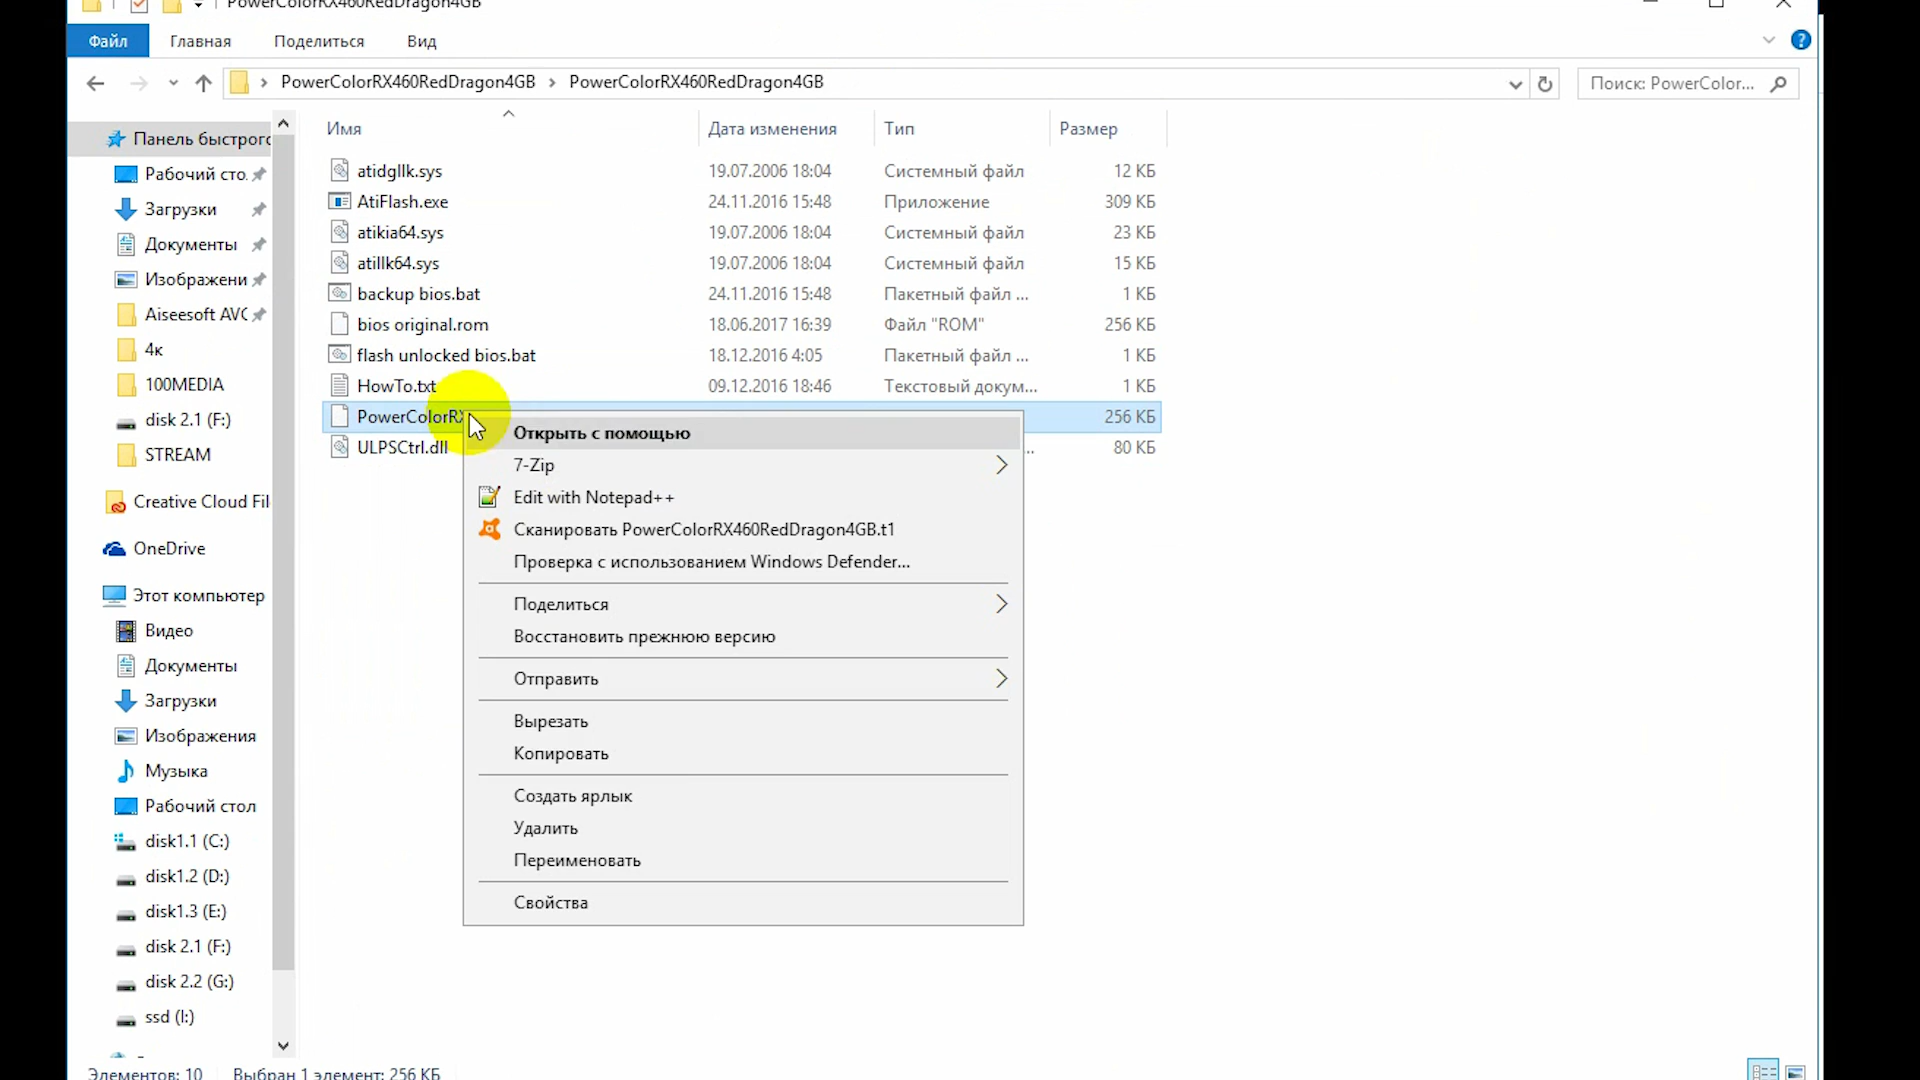 PowerColorRX460RedDragon4GB
Файл Главная Поделиться Вид
PowerColorRX460RedDragon4GB PowerColorRX460RedDragon4GB Поиск: PowerColor...
Имя Дата изменения Тип Размер
atidgllk.sys 19.07.2006 18:04 Системный файл 12 КБ
AtiFlash.exe 24.11.2016 15:48 Приложение 309 КБ
atikia64.sys 19.07.2006 18:04 Системный файл 23 КБ
atillk64.sys 19.07.2006 18:04 Системный файл 15 КБ
backup bios.bat 24.11.2016 15:48 Пакетный файл ... 1 КБ
bios original.rom 18.06.2017 16:39 Файл "ROM" 256 КБ
flash unlocked bios.bat 18.12.2016 4:05 Пакетный файл ... 1 КБ
HowTo.txt 09.12.2016 18:46 Текстовый докум... 1 КБ
PowerColorRX 256 КБ
ULPSCtrl.dll ... 80 КБ
Панель быстрого
Рабочий сто.
Загрузки
Документы
Изображени
Aiseesoft AVC
4к
100MEDIA
disk 2.1 (F:)
STREAM
Creative Cloud Fil
OneDrive
Этот компьютер
Видео
Документы
Загрузки
Изображения
Музыка
Рабочий стол
disk1.1 (C:)
disk1.2 (D:)
disk1.3 (E:)
disk 2.1 (F:)
disk 2.2 (G:)
ssd (I:)
Открыть с помощью
7-Zip
Edit with Notepad++
Сканировать PowerColorRX460RedDragon4GB.t1
Проверка с использованием Windows Defender...
Поделиться
Восстановить прежнюю версию
Отправить
Вырезать
Копировать
Создать ярлык
Удалить
Переименовать
Свойства
Элементов: 10 Выбран 1 элемент: 256 КБ